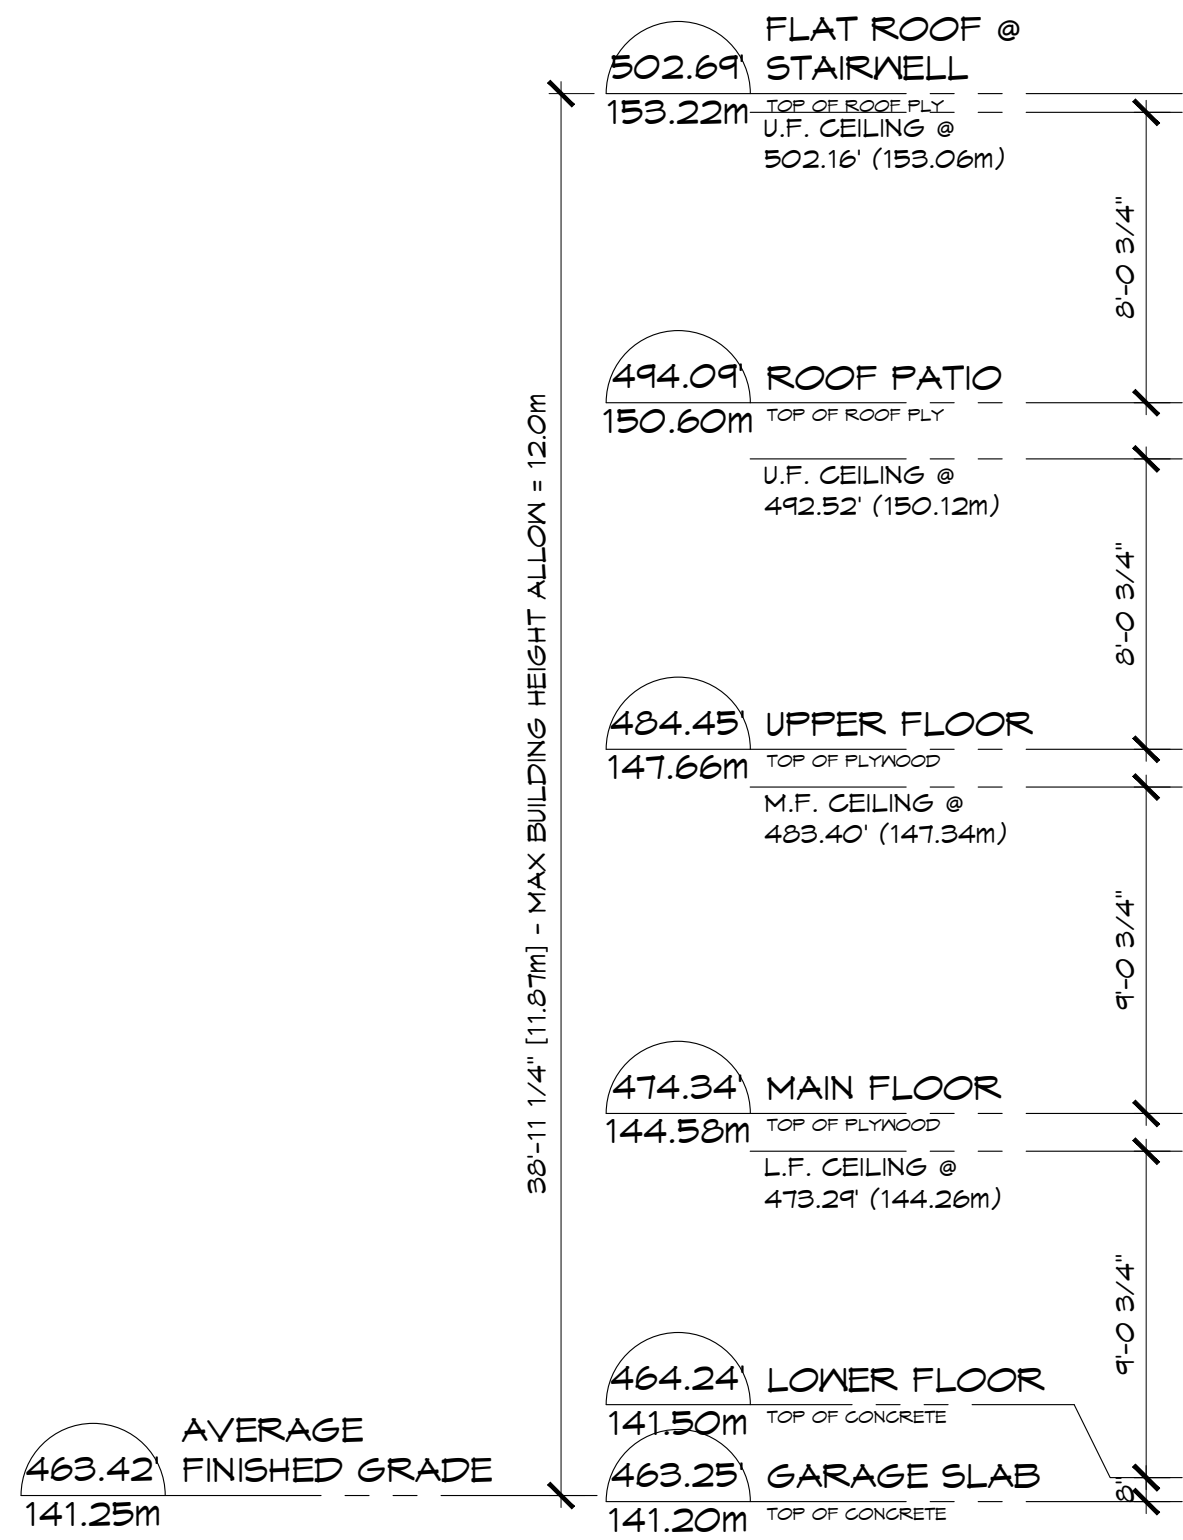 FLAT ROOF @
502.69' STAIRWELL
153.22m TOP OF ROOF PLY
U.F. CEILING @
502.16' (153.06m)
8'-0 3/4"
494.09' ROOF PATIO
150.60m TOP OF ROOF PLY
U.F. CEILING @
492.52' (150.12m)
8'-0 3/4"
38'-11 1/4" [11.87m] - MAX BUILDING HEIGHT ALLOW = 12.0m
484.45' UPPER FLOOR
147.66m TOP OF PLYWOOD
M.F. CEILING @
483.40' (147.34m)
9'-0 3/4"
474.34' MAIN FLOOR
144.58m TOP OF PLYWOOD
L.F. CEILING @
473.29' (144.26m)
9'-0 3/4"
464.24' LOWER FLOOR
141.50m TOP OF CONCRETE
AVERAGE
463.42' FINISHED GRADE
141.25m
463.25' GARAGE SLAB
141.20m TOP OF CONCRETE
8"